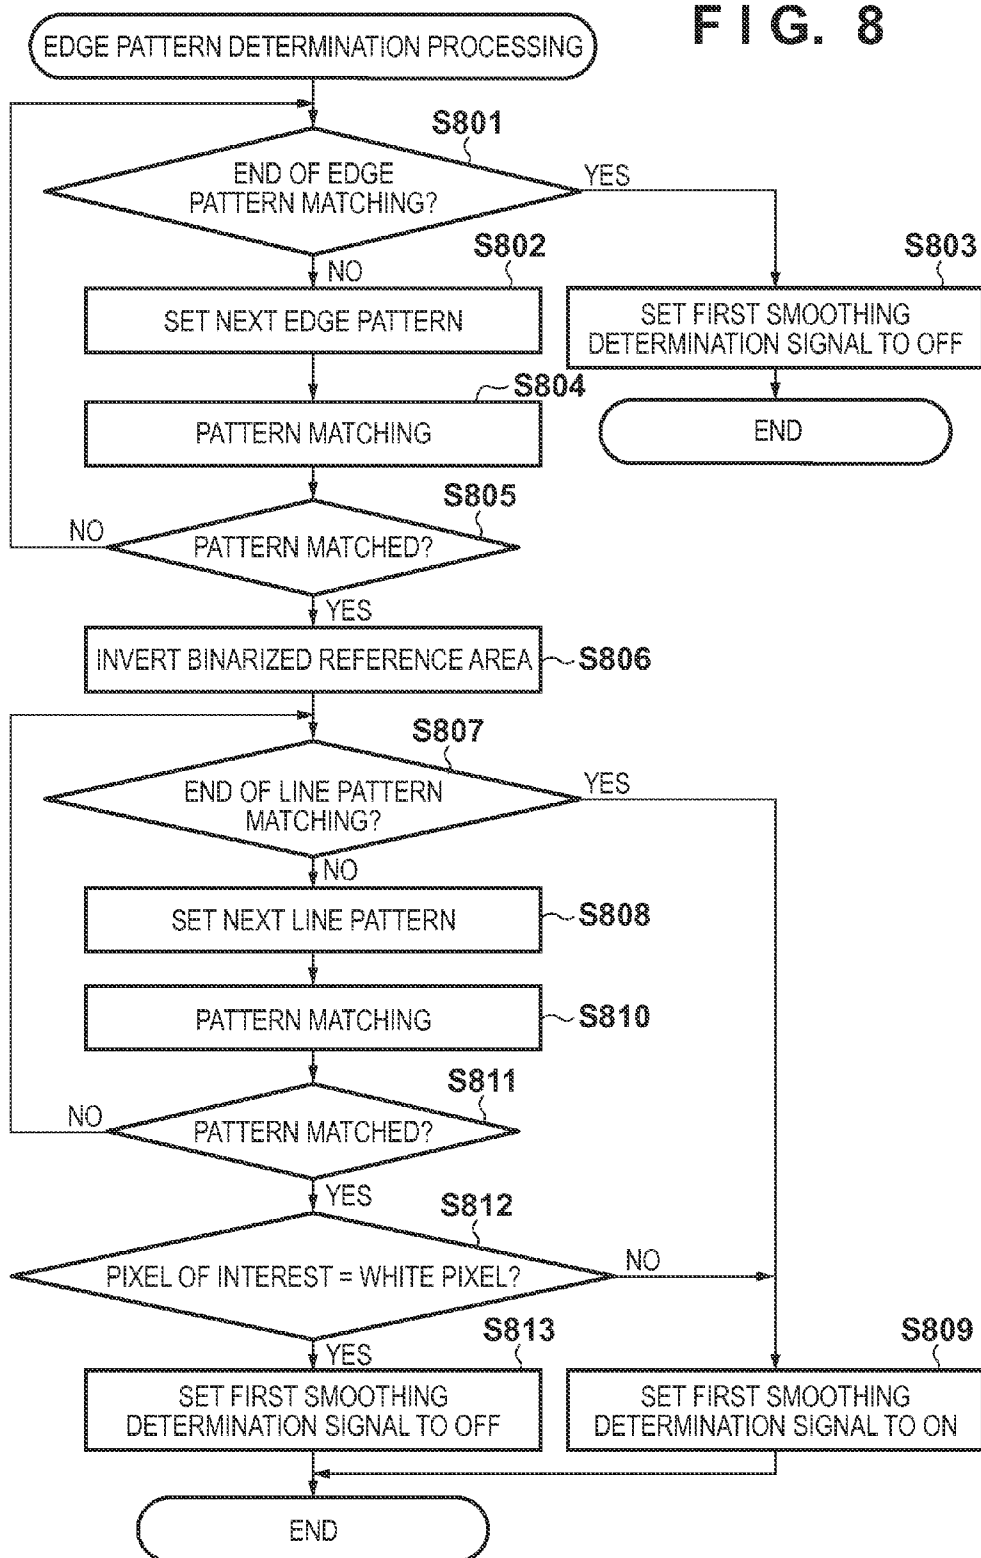 FIG. 8
EDGE PATTERN DETERMINATION PROCESSING
S801
END OF EDGE
PATTERN MATCHING?
YES
NO
S802
SET NEXT EDGE PATTERN
S803
SET FIRST SMOOTHING
DETERMINATION SIGNAL TO OFF
END
S804
PATTERN MATCHING
S805
NO
PATTERN MATCHED?
YES
INVERT BINARIZED REFERENCE AREA
S806
S807
END OF LINE PATTERN
MATCHING?
YES
NO
SET NEXT LINE PATTERN
S808
PATTERN MATCHING
S810
S811
NO
PATTERN MATCHED?
YES
S812
PIXEL OF INTEREST = WHITE PIXEL?
NO
YES
S813
SET FIRST SMOOTHING
DETERMINATION SIGNAL TO OFF
S809
SET FIRST SMOOTHING
DETERMINATION SIGNAL TO ON
END